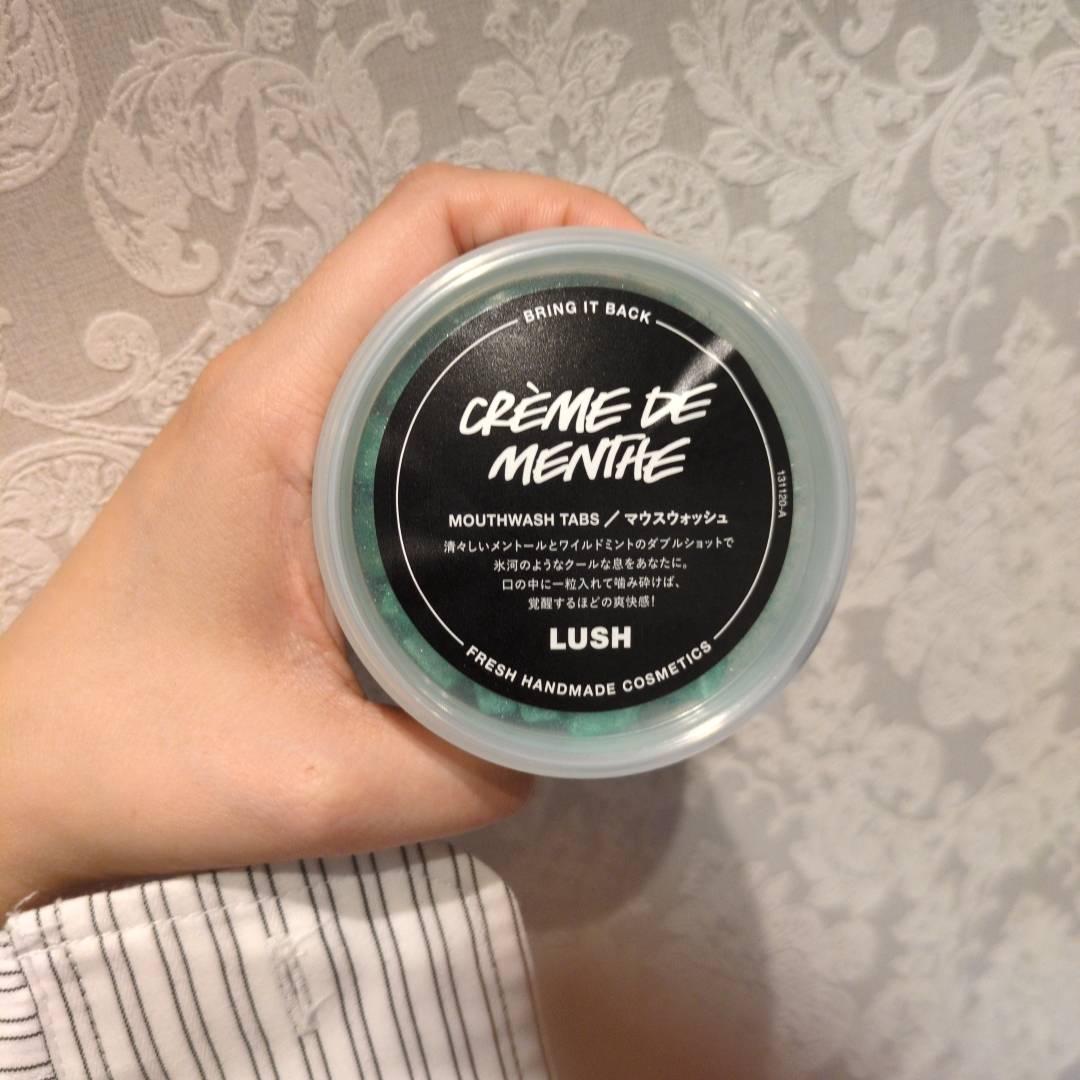 BRING IT BACK
CRÈME DE
MENTHE
MOUTHWASH TABS／マウスウォッシュ
清々しいメントールとワイルドミントのダブルショットで
氷河のようなクールな息をあなたに。
口の中に一粒入れて噛み砕けば、
覚醒するほどの爽快感！
LUSH
FRESH HANDMADE COSMETICS
131120-A